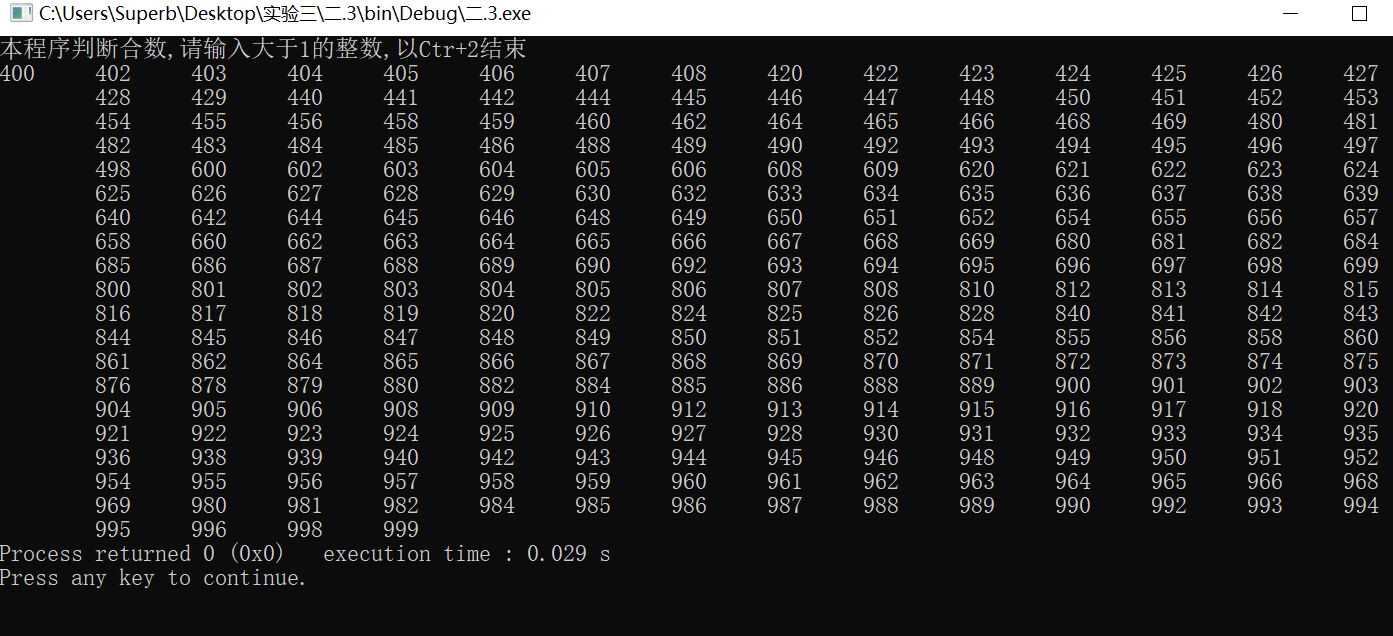 C:\Users\Superb\Desktop\实验三\二.3\bin\Debug\二.3.exe
本程序判断合数,请输入大于1的整数,以Ctr+2结束
400 402 403 404 405 406 407 408 420 422 423 424 425 426 427
428 429 440 441 442 444 445 446 447 448 450 451 452 453
454 455 456 458 459 460 462 464 465 466 468 469 480 481
482 483 484 485 486 488 489 490 492 493 494 495 496 497
498 600 602 603 604 605 606 608 609 620 621 622 623 624
625 626 627 628 629 630 632 633 634 635 636 637 638 639
640 642 644 645 646 648 649 650 651 652 654 655 656 657
658 660 662 663 664 665 666 667 668 669 680 681 682 684
685 686 687 688 689 690 692 693 694 695 696 697 698 699
800 801 802 803 804 805 806 807 808 810 812 813 814 815
816 817 818 819 820 822 824 825 826 828 840 841 842 843
844 845 846 847 848 849 850 851 852 854 855 856 858 860
861 862 864 865 866 867 868 869 870 871 872 873 874 875
876 878 879 880 882 884 885 886 888 889 900 901 902 903
904 905 906 908 909 910 912 913 914 915 916 917 918 920
921 922 923 924 925 926 927 928 930 931 932 933 934 935
936 938 939 940 942 943 944 945 946 948 949 950 951 952
954 955 956 957 958 959 960 961 962 963 964 965 966 968
969 980 981 982 984 985 986 987 988 989 990 992 993 994
995 996 998 999
Process returned 0 (0x0) execution time : 0.029 s
Press any key to continue.